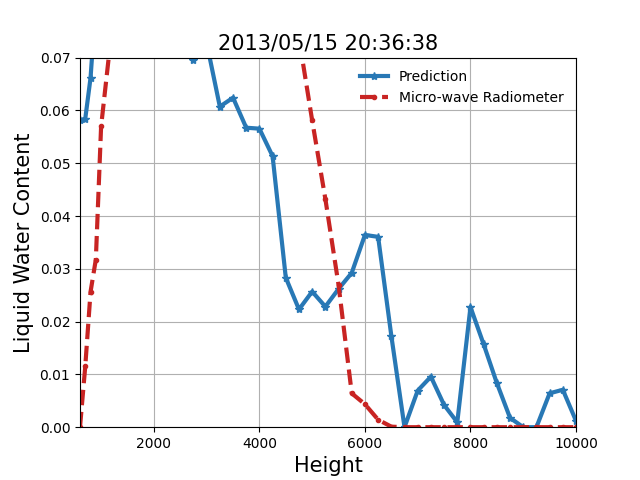 2013/05/15 20:36:38
Prediction
Micro-wave Radiometer
Liquid Water Content
0.07
0.06
0.05
0.04
0.03
0.02
0.01
0.00
2000 4000 6000 8000 10000
Height